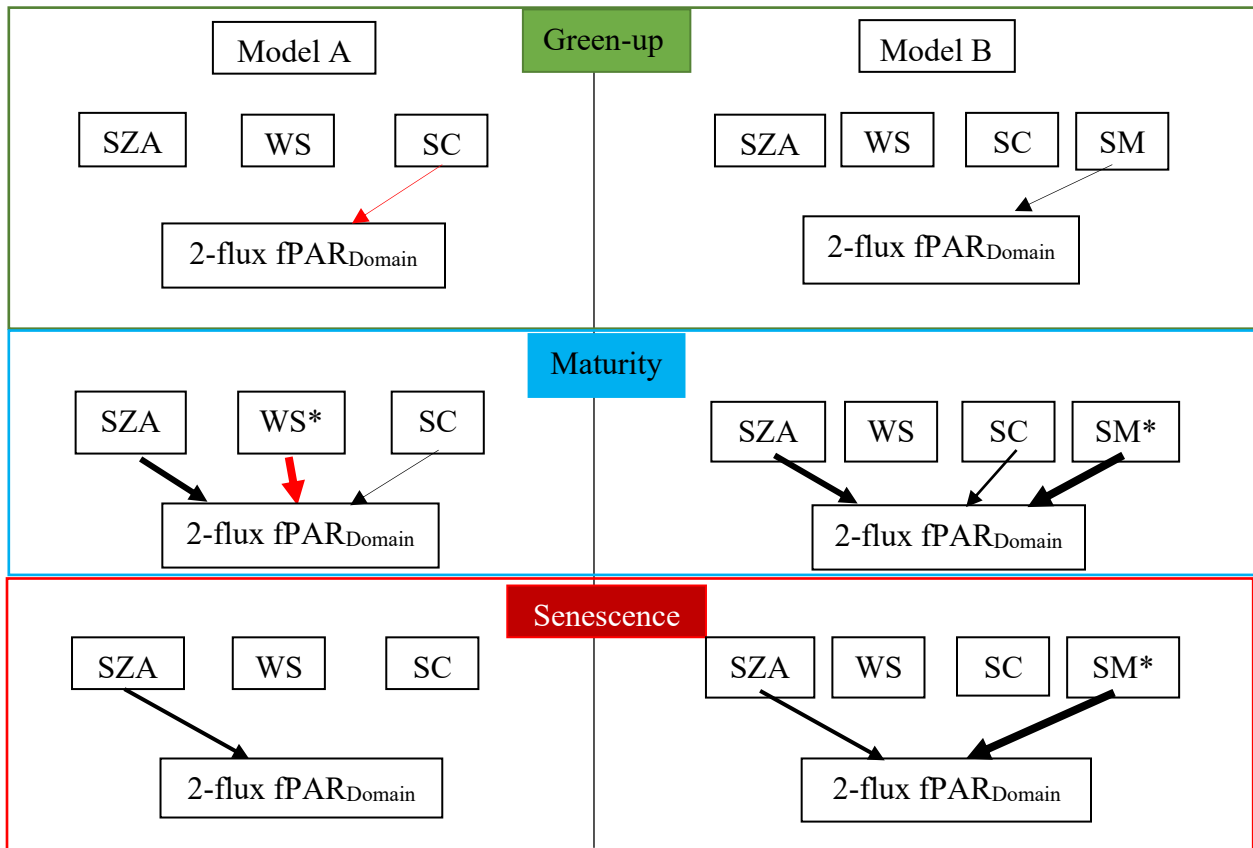 Green-up
Model A
Model B
SZA WS SC
SZA WS SC SM
2-flux fPARDomain
2-flux fPARDomain
Maturity
SZA WS* SC
SZA WS SC SM*
2-flux fPARDomain
2-flux fPARDomain
Senescence
SZA WS SC
SZA WS SC SM*
2-flux fPARDomain
2-flux fPARDomain